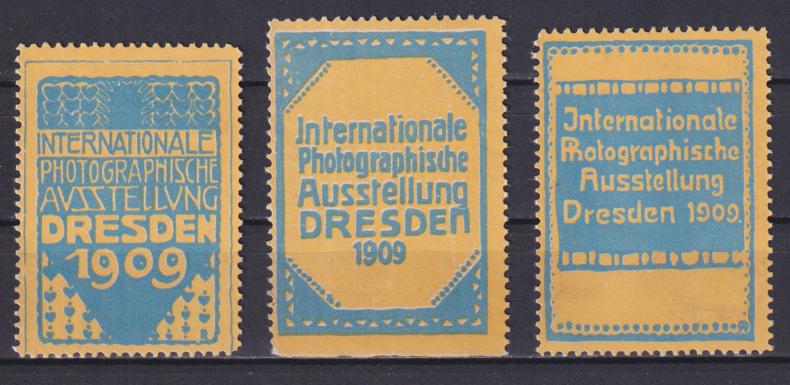 INTERNATIONALE
PHOTOGRAPHISCHE
AVSSTELLVNG
DRESDEN
1909
Internationale
Photographische
Ausstellung
DRESDEN
1909
Internationale
Photographische
Ausstellung
Dresden 1909.